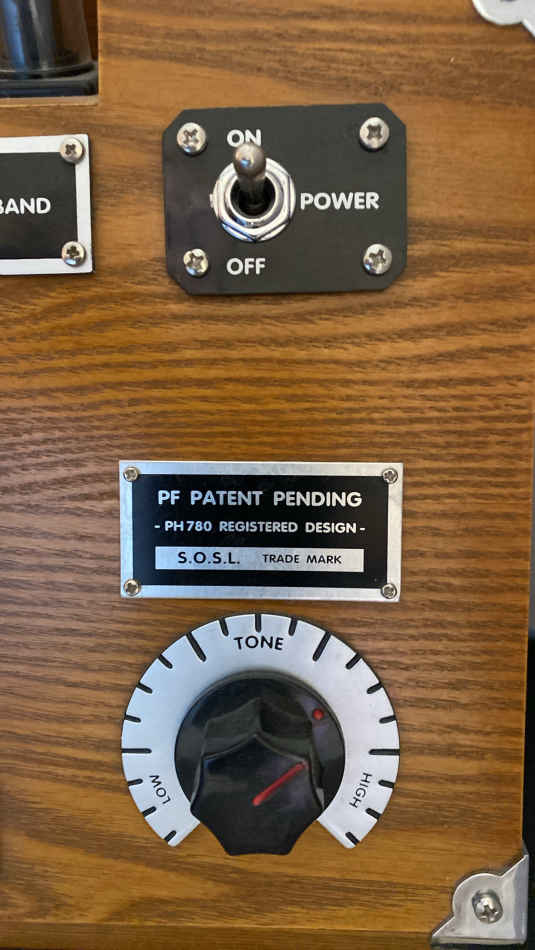 BAND
ON
POWER
OFF
PF PATENT PENDING
- PH780 REGISTERED DESIGN -
S.O.S.L. TRADE MARK
TONE
LOW
HIGH